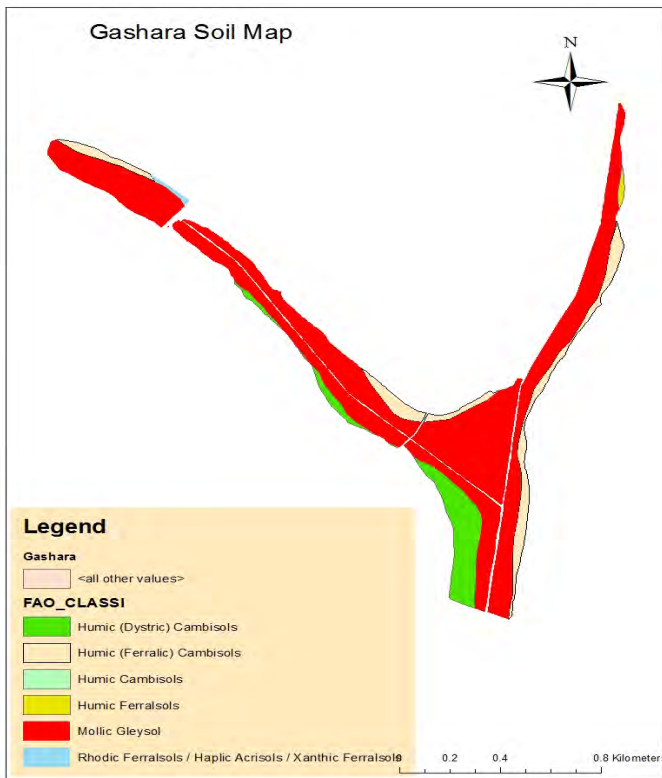 Gashara Soil Map
N
Legend
Gashara
<all other values>
FAO_CLASSI
Humic (Dystric) Cambisols
Humic (Ferralic) Cambisols
Humic Cambisols
Humic Ferralsols
Mollic Gleysol
Rhodic Ferralsols / Haplic Acrisols / Xanthic Ferralsols
0 0.2 0.4 0.8 Kilometer